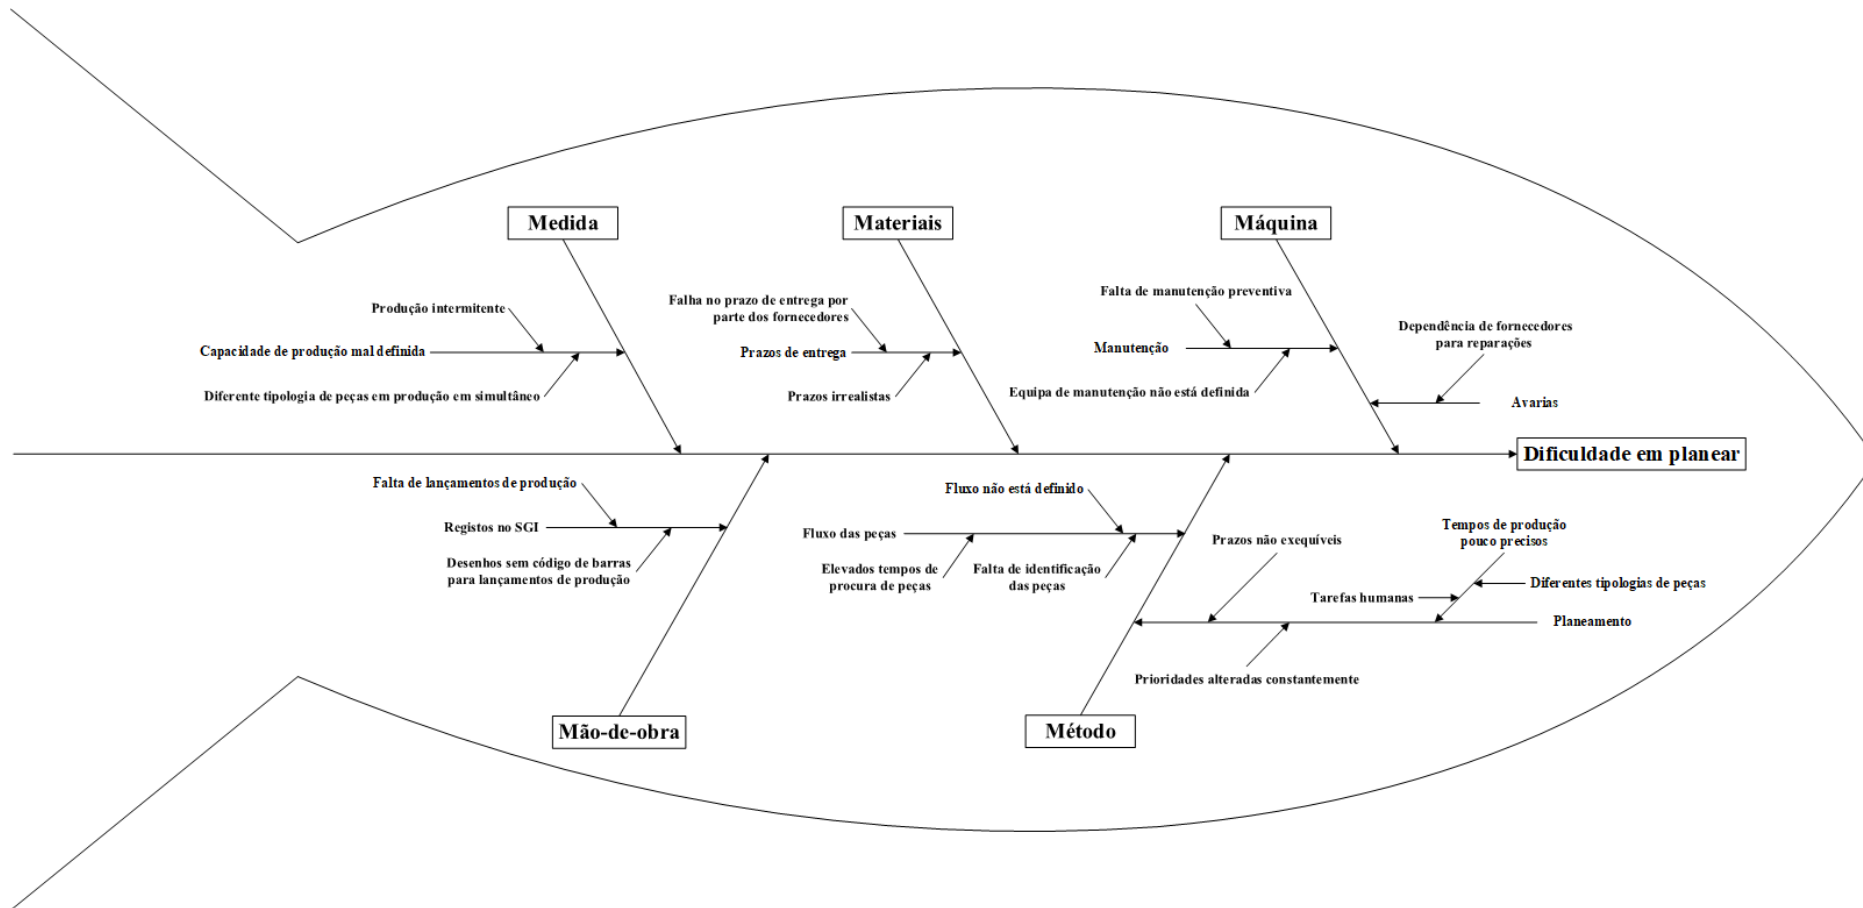 Medida
Materiais
Máquina
Produção intermitente
Capacidade de produção mal definida
Diferente tipologia de peças em produção em simultâneo
Falha no prazo de entrega por
parte dos fornecedores
Prazos de entrega
Prazos irrealistas
Falta de manutenção preventiva
Manutenção
Equipa de manutenção não está definida
Dependência de fornecedores
para reparações
Avarias
Dificuldade em planear
Falta de lançamentos de produção
Registos no SGI
Desenhos sem código de barras
para lançamentos de produção
Fluxo não está definido
Fluxo das peças
Elevados tempos de
procura de peças
Falta de identificação
das peças
Prazos não exequíveis
Tempos de produção
pouco precisos
Diferentes tipologias de peças
Tarefas humanas
Planeamento
Prioridades alteradas constantemente
Mão-de-obra
Método